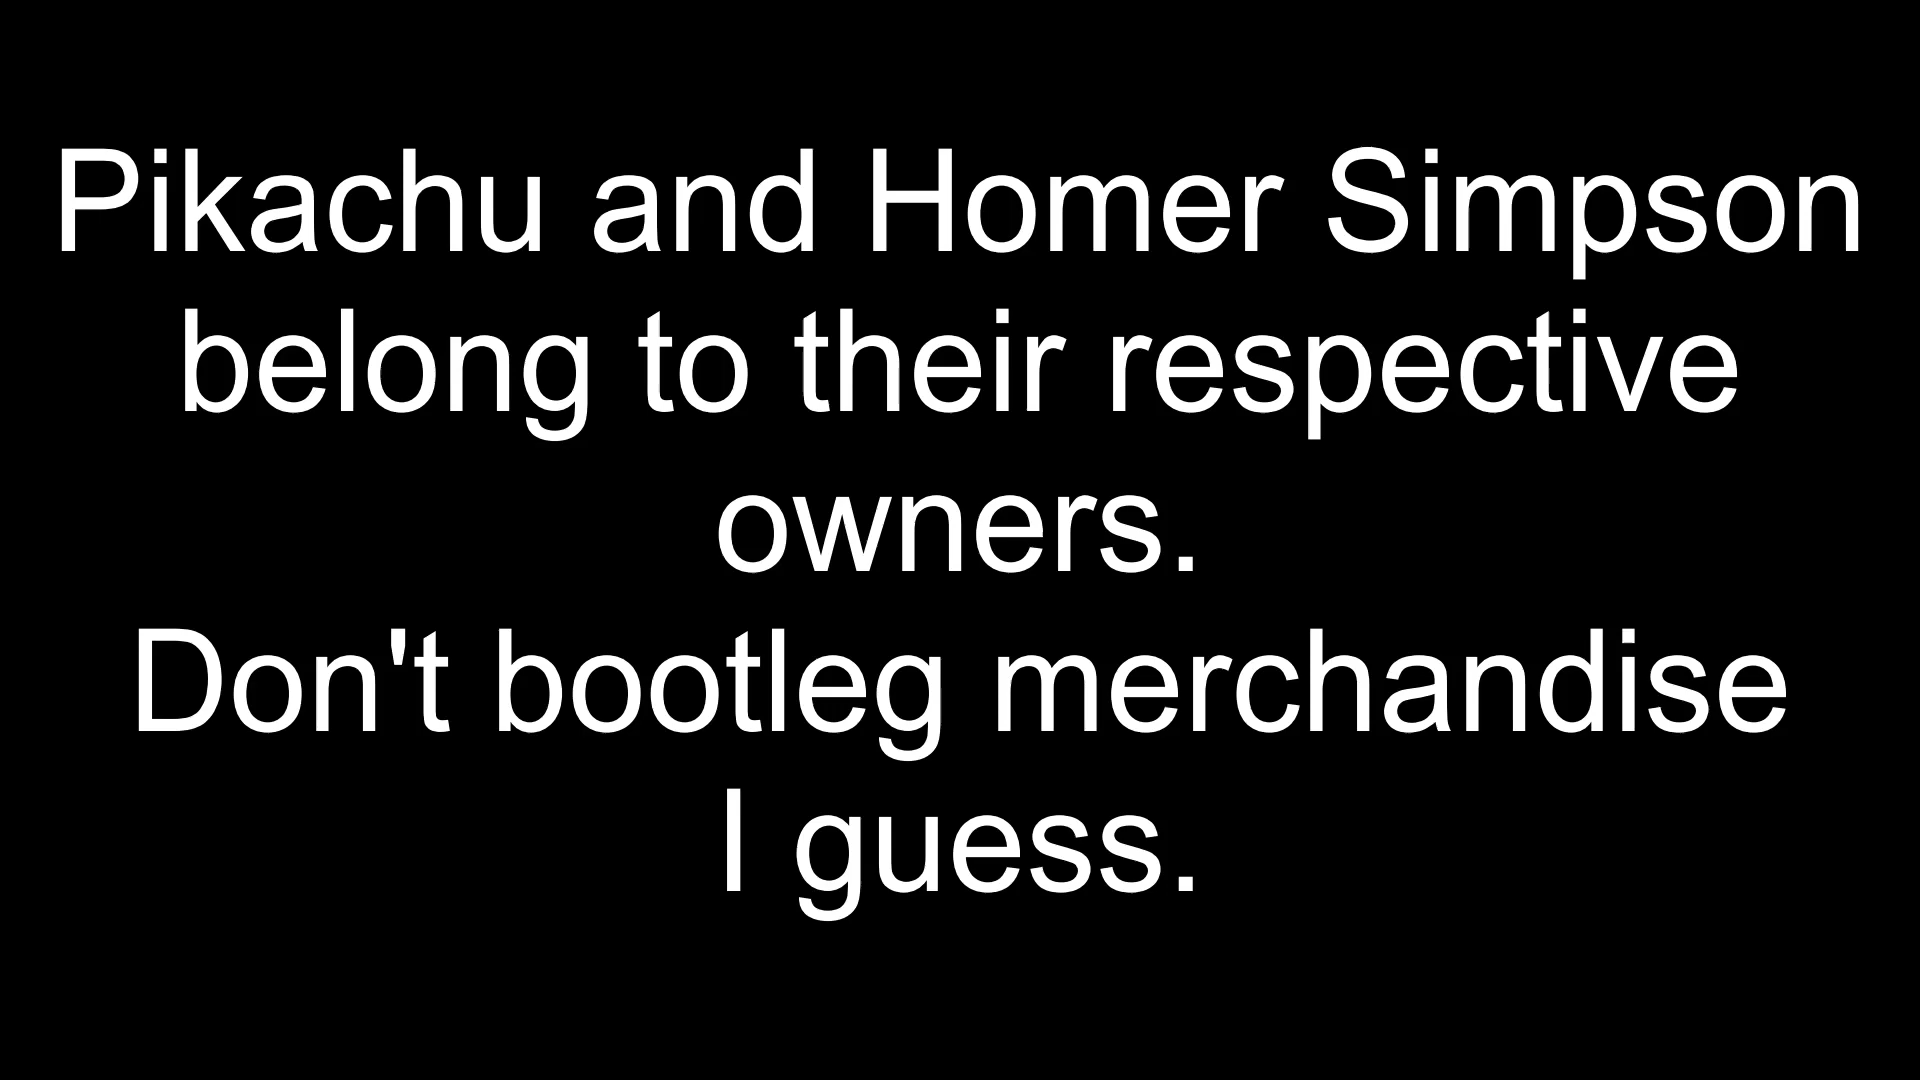 Pikachu and Homer Simpson
belong to their respective
owners.
Don't bootleg merchandise
I guess.